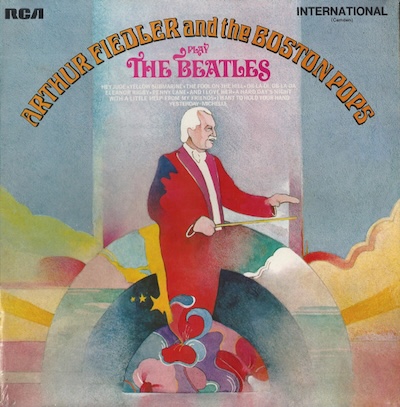 RCA
INTERNATIONAL
(Camden)
ARTHUR FIEDLER and the BOSTON POPS
PLAY
THE BEATLES
HEY JUDE • YELLOW SUBMARINE • THE FOOL ON THE HILL • OB-LA-DI, OB-LA-DA
ELEANOR RIGBY • PENNY LANE • AND I LOVE HER • A HARD DAY'S NIGHT
WITH A LITTLE HELP FROM MY FRIENDS • I WANT TO HOLD YOUR HAND
YESTERDAY • MICHELLE